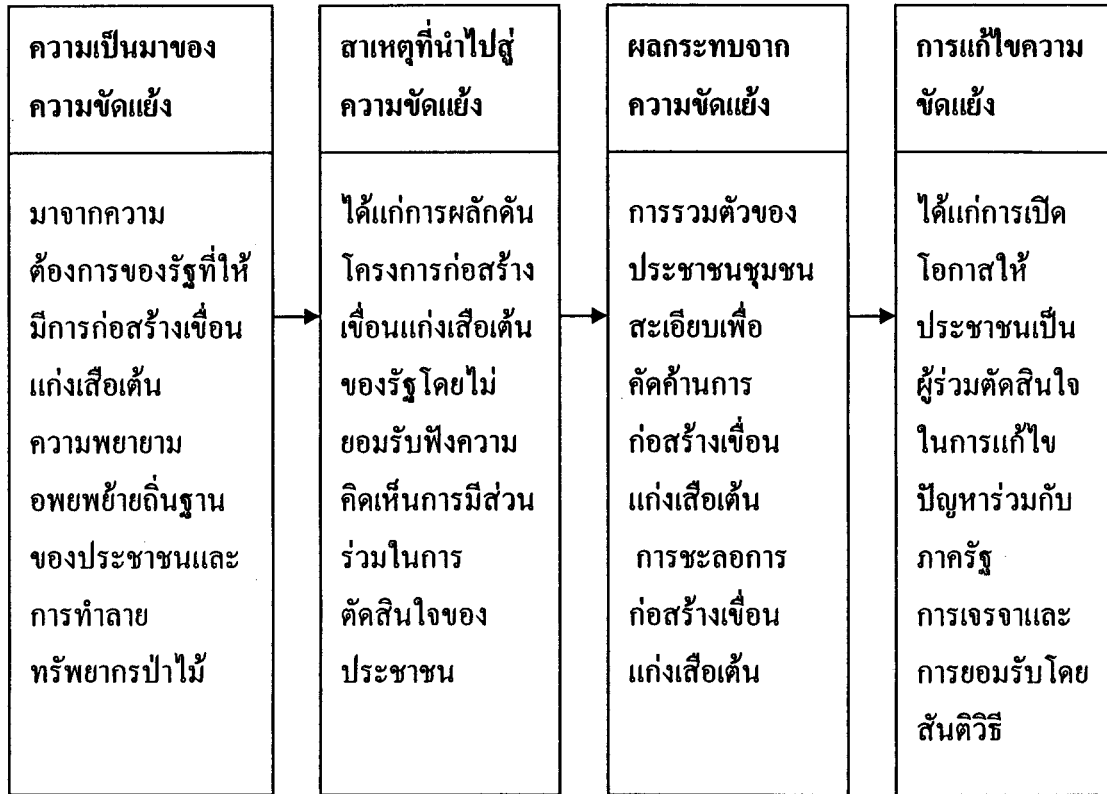 ความเป็นมาของ
ความขัดแย้ง
มาจากความ
ต้องการของรัฐที่ให้
มีการก่อสร้างเขื่อน
แก่งเสือเต้น
ความพยายาม
อพยพย้ายถิ่นฐาน
ของประชาชนและ
การทำลาย
ทรัพยากรป่าไม้
สาเหตุที่นำไปสู่
ความขัดแย้ง
ได้แก่การผลักดัน
โครงการก่อสร้าง
เขื่อนแก่งเสือเต้น
ของรัฐโดยไม่
ยอมรับฟังความ
คิดเห็นการมีส่วน
ร่วมในการ
ตัดสินใจของ
ประชาชน
ผลกระทบจาก
ความขัดแย้ง
การรวมตัวของ
ประชาชนชุมชน
สะเอียบเพื่อ
คัดค้านการ
ก่อสร้างเขื่อน
แก่งเสือเต้น
การชะลอการ
ก่อสร้างเขื่อน
แก่งเสือเต้น
การแก้ไขความ
ขัดแย้ง
ได้แก่การเปิด
โอกาสให้
ประชาชนเป็น
ผู้ร่วมตัดสินใจ
ในการแก้ไข
ปัญหาร่วมกับ
ภาครัฐ
การเจรจาและ
การยอมรับโดย
สันติวิธี